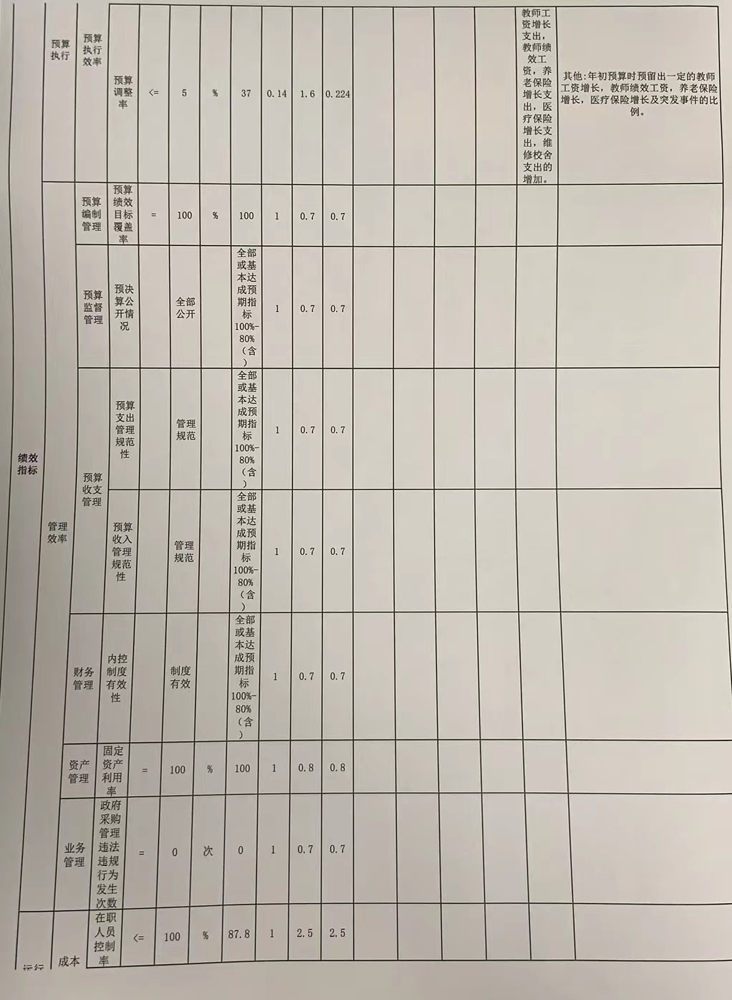 预算
执行
预算
执行
效率
预算
调整
率
<=
5
%
37
0.14
1.6
0.224
教师工
资增长
支出，
教师绩
效工
资，养
老保险
增长支
出，医
疗保险
增长支
出，维
修校舍
支出的
增加。
其他:年初预算时预留出一定的教师
工资增长，教师绩效工资，养老保险
增长，医疗保险增长及突发事件的比
例。
绩效
指标
管理
效率
预算
编制
管理
预算
绩效
目标
覆盖
率
=
100
%
100
1
0.7
0.7
预算
监督
管理
预决
算公
开情
况
全部
公开
全部
或基
本达
成预
期指
标
100%-
80%
（含
）
1
0.7
0.7
预算
收支
管理
预算
支出
管理
规范
性
管理
规范
全部
或基
本达
成预
期指
标
100%-
80%
（含
）
1
0.7
0.7
预算
收入
管理
规范
性
管理
规范
全部
或基
本达
成预
期指
标
100%-
80%
（含
）
1
0.7
0.7
财务
管理
内控
制度
有效
性
制度
有效
全部
或基
本达
成预
期指
标
100%-
80%
（含
）
1
0.7
0.7
资产
管理
固定
资产
利用
率
=
100
%
100
1
0.8
0.8
业务
管理
政府
采购
管理
违法
违规
行为
发生
次数
=
0
次
0
1
0.7
0.7
运行
成本
在职
人员
控制
率
<=
100
%
87.8
1
2.5
2.5